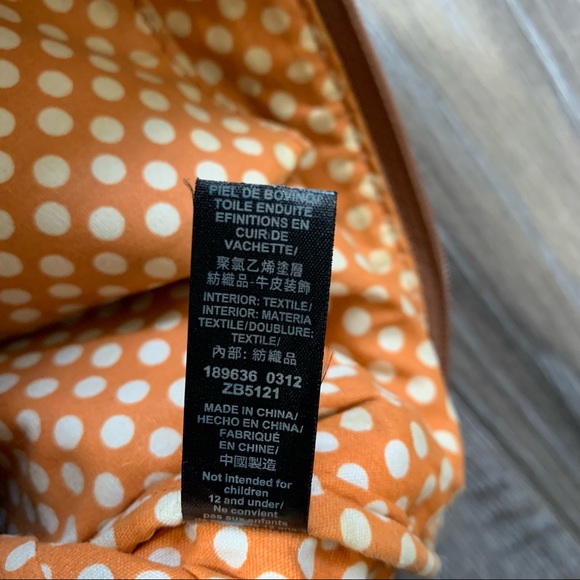 PIEL DE BOVINO/
TOILE ENDUITE
EFINITIONS EN
CUIR DE
VACHETTE/
聚氯乙烯塗層
紡織品-牛皮裝飾
INTERIOR: TEXTILE/
INTERIOR: MATERIA
TEXTILE/DOUBLURE:
TEXTILE/
內部: 紡織品
189636 0312
ZB5121
MADE IN CHINA/
HECHO EN CHINA/
FABRIQUÉ
EN CHINE/
中國製造
Not intended for
children
12 and under/
Ne convient
pas aux enfants